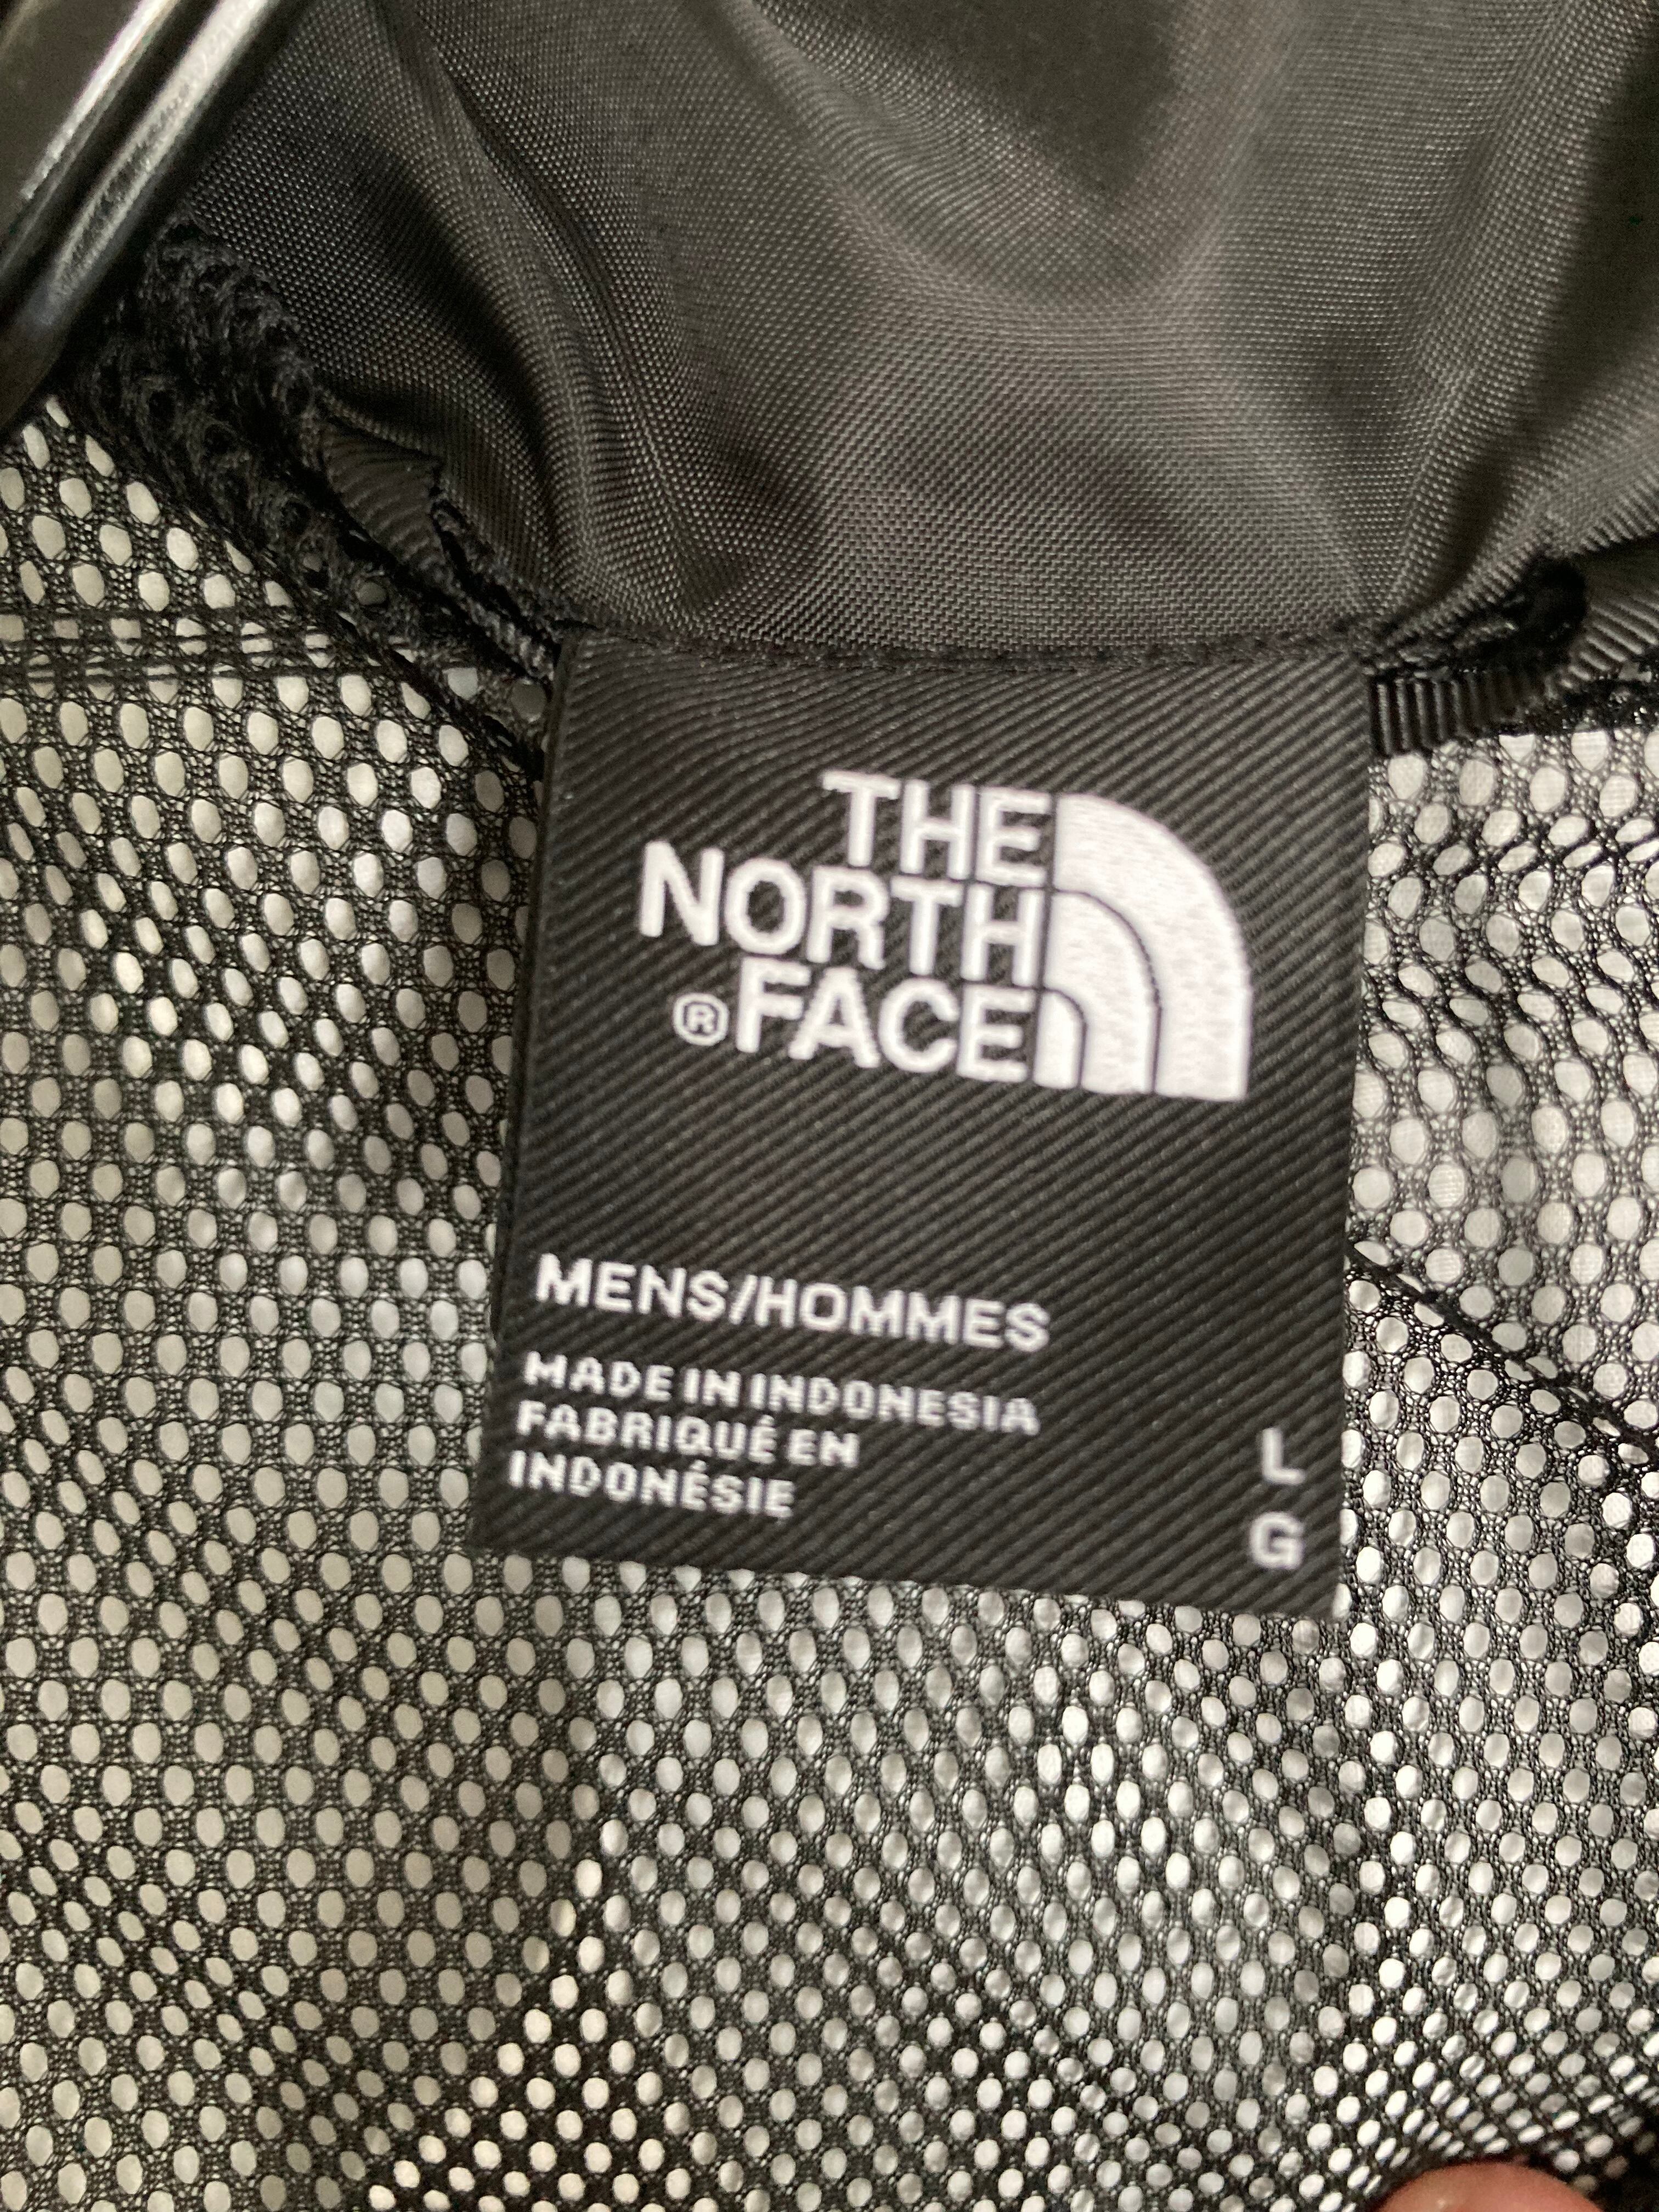 THE
NORTH
®FACE
MENS/HOMMES
MADE IN INDONESIA
FABRIQUÉ EN
INDONÉSIE
L
G